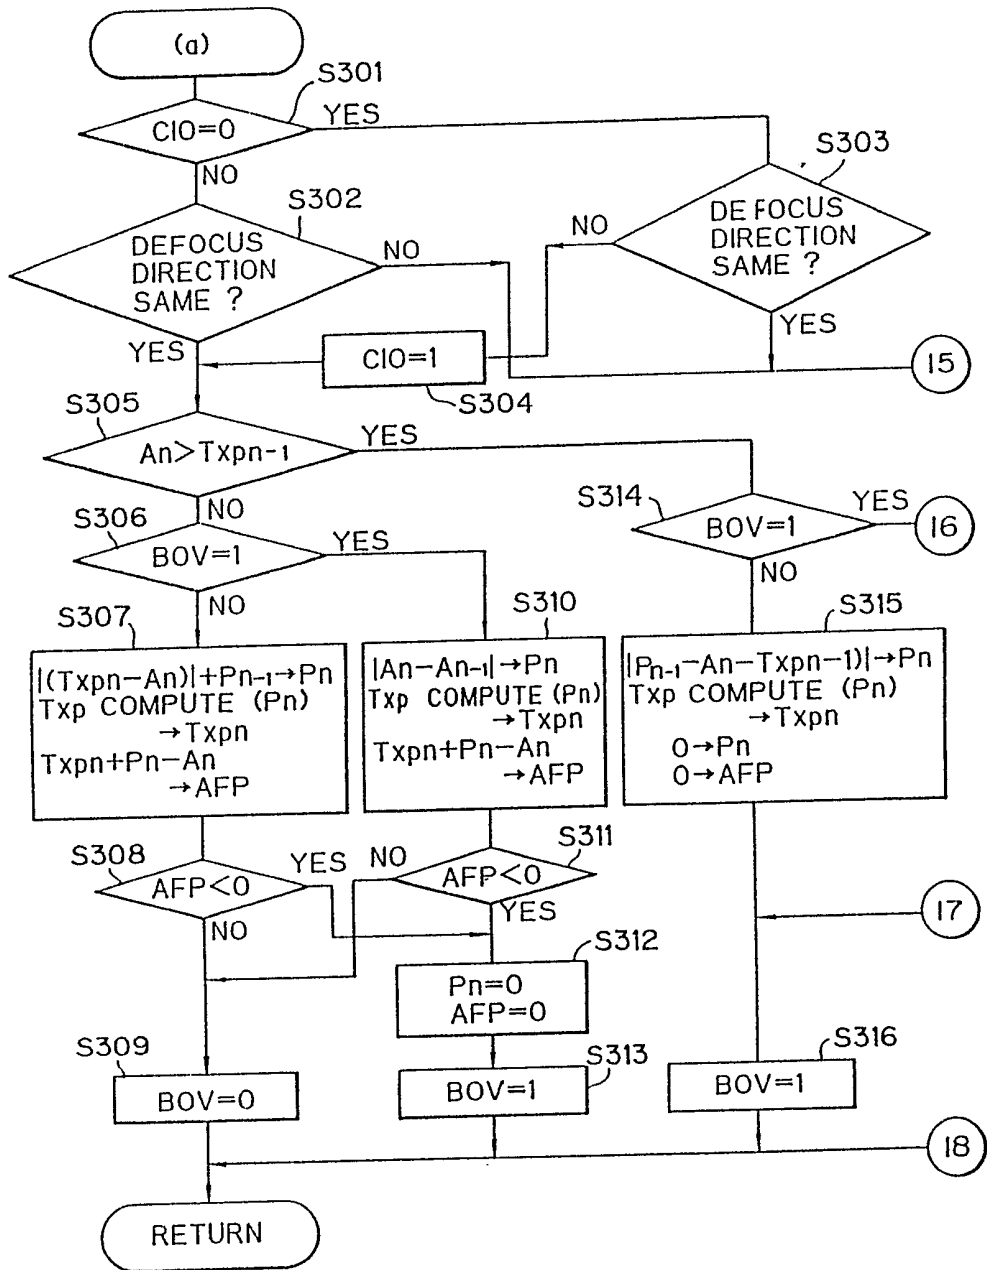 (a)
S301
CIO=0
YES
NO
S302
DEFOCUS
DIRECTION
SAME ?
NO
YES
S303
DEFOCUS
DIRECTION
SAME ?
NO
YES
CIO=1
S304
15
S305
An>Txpn-1
YES
NO
S306
BOV=1
YES
NO
S314
BOV=1
YES
16
NO
S307
|(Txpn-An)|+Pn-1→Pn
Txp COMPUTE (Pn)
→Txpn
Txpn+Pn-An
→AFP
S310
|An-An-1|→Pn
Txp COMPUTE (Pn)
→Txpn
Txpn+Pn-An
→AFP
S315
|Pn-1-An-Txpn-1)|→Pn
Txp COMPUTE (Pn)
→Txpn
0→Pn
0→AFP
S308
AFP<0
YES
NO
S311
AFP<0
NO
YES
17
S312
Pn=0
AFP=0
S309
BOV=0
S313
BOV=1
S316
BOV=1
18
RETURN